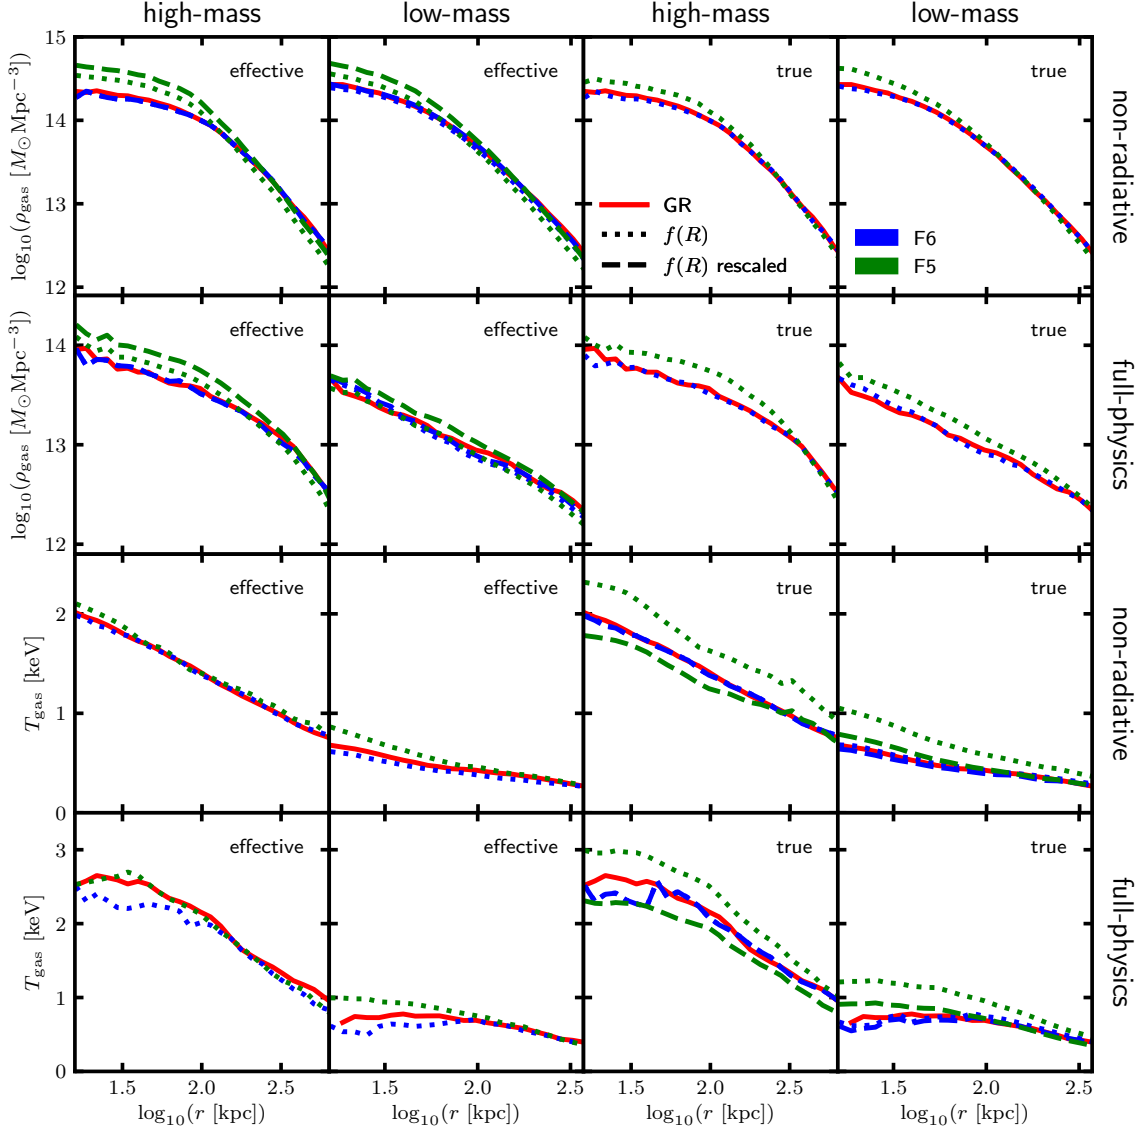 high-mass low-mass high-mass low-mass
15 effective effective true true
log₁₀(ρ_gas [M⊙Mpc⁻³])
14
13
12
GR
f(R)
f(R) rescaled
F6
F5
non-radiative
14 effective effective true true
log₁₀(ρ_gas [M⊙Mpc⁻³])
13
12
full-physics
effective effective true true
2
T_gas [keV]
1
0
non-radiative
3 effective effective true true
2
T_gas [keV]
1
0
full-physics
1.5 2.0 2.5 1.5 2.0 2.5 1.5 2.0 2.5 1.5 2.0 2.5
log₁₀(r [kpc]) log₁₀(r [kpc]) log₁₀(r [kpc]) log₁₀(r [kpc])